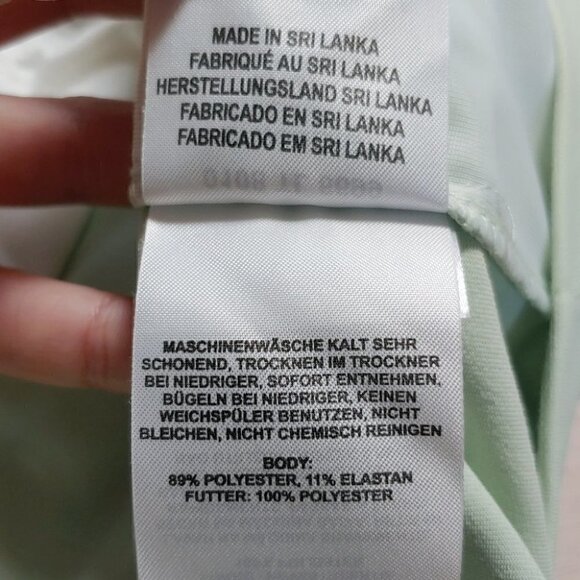 MADE IN SRI LANKA
FABRIQUÉ AU SRI LANKA
HERSTELLUNGSLAND SRI LANKA
FABRICADO EN SRI LANKA
FABRICADO EM SRI LANKA
MASCHINENWÄSCHE KALT SEHR
SCHONEND, TROCKNEN IM TROCKNER
BEI NIEDRIGER, SOFORT ENTNEHMEN,
BÜGELN BEI NIEDRIGER, KEINEN
WEICHSPÜLER BENUTZEN, NICHT
BLEICHEN, NICHT CHEMISCH REINIGEN
BODY:
89% POLYESTER, 11% ELASTAN
FUTTER: 100% POLYESTER